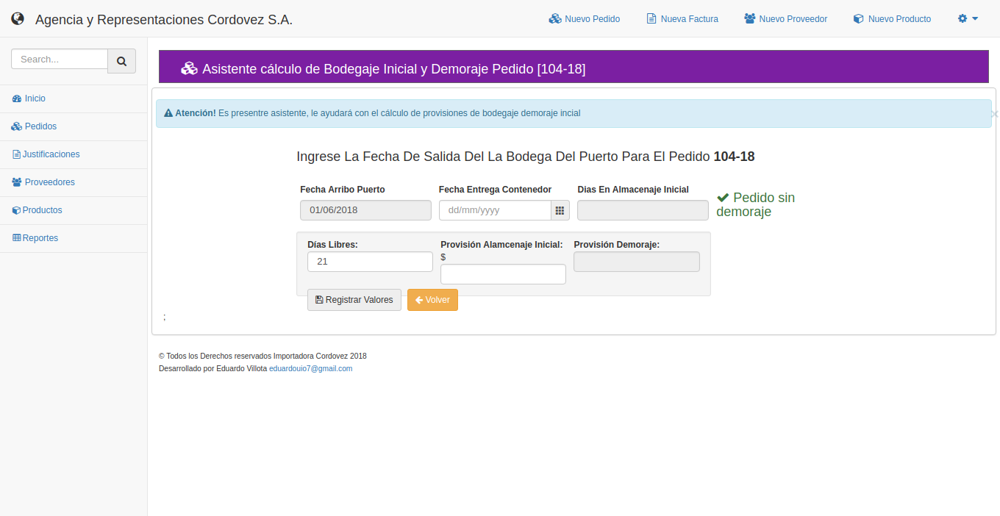 Agencia y Representaciones Cordovez S.A.
Nuevo Pedido
Nueva Factura
Nuevo Proveedor
Nuevo Producto
Search...
Inicio
Pedidos
Justificaciones
Proveedores
Productos
Reportes
Asistente cálculo de Bodegaje Inicial y Demoraje Pedido [104-18]
Atención! Es presentre asistente, le ayudará con el cálculo de provisiones de bodegaje demoraje incial
×
Ingrese La Fecha De Salida Del La Bodega Del Puerto Para El Pedido 104-18
Fecha Arribo Puerto
01/06/2018
Fecha Entrega Contenedor
dd/mm/yyyy
Dias En Almacenaje Inicial
Pedido sin
demoraje
Días Libres:
21
Provisión Alamcenaje Inicial:
$
Provisión Demoraje:
Registrar Valores
Volver
;
© Todos los Derechos reservados Importadora Cordovez 2018
Desarrollado por Eduardo Villota eduardouio7@gmail.com